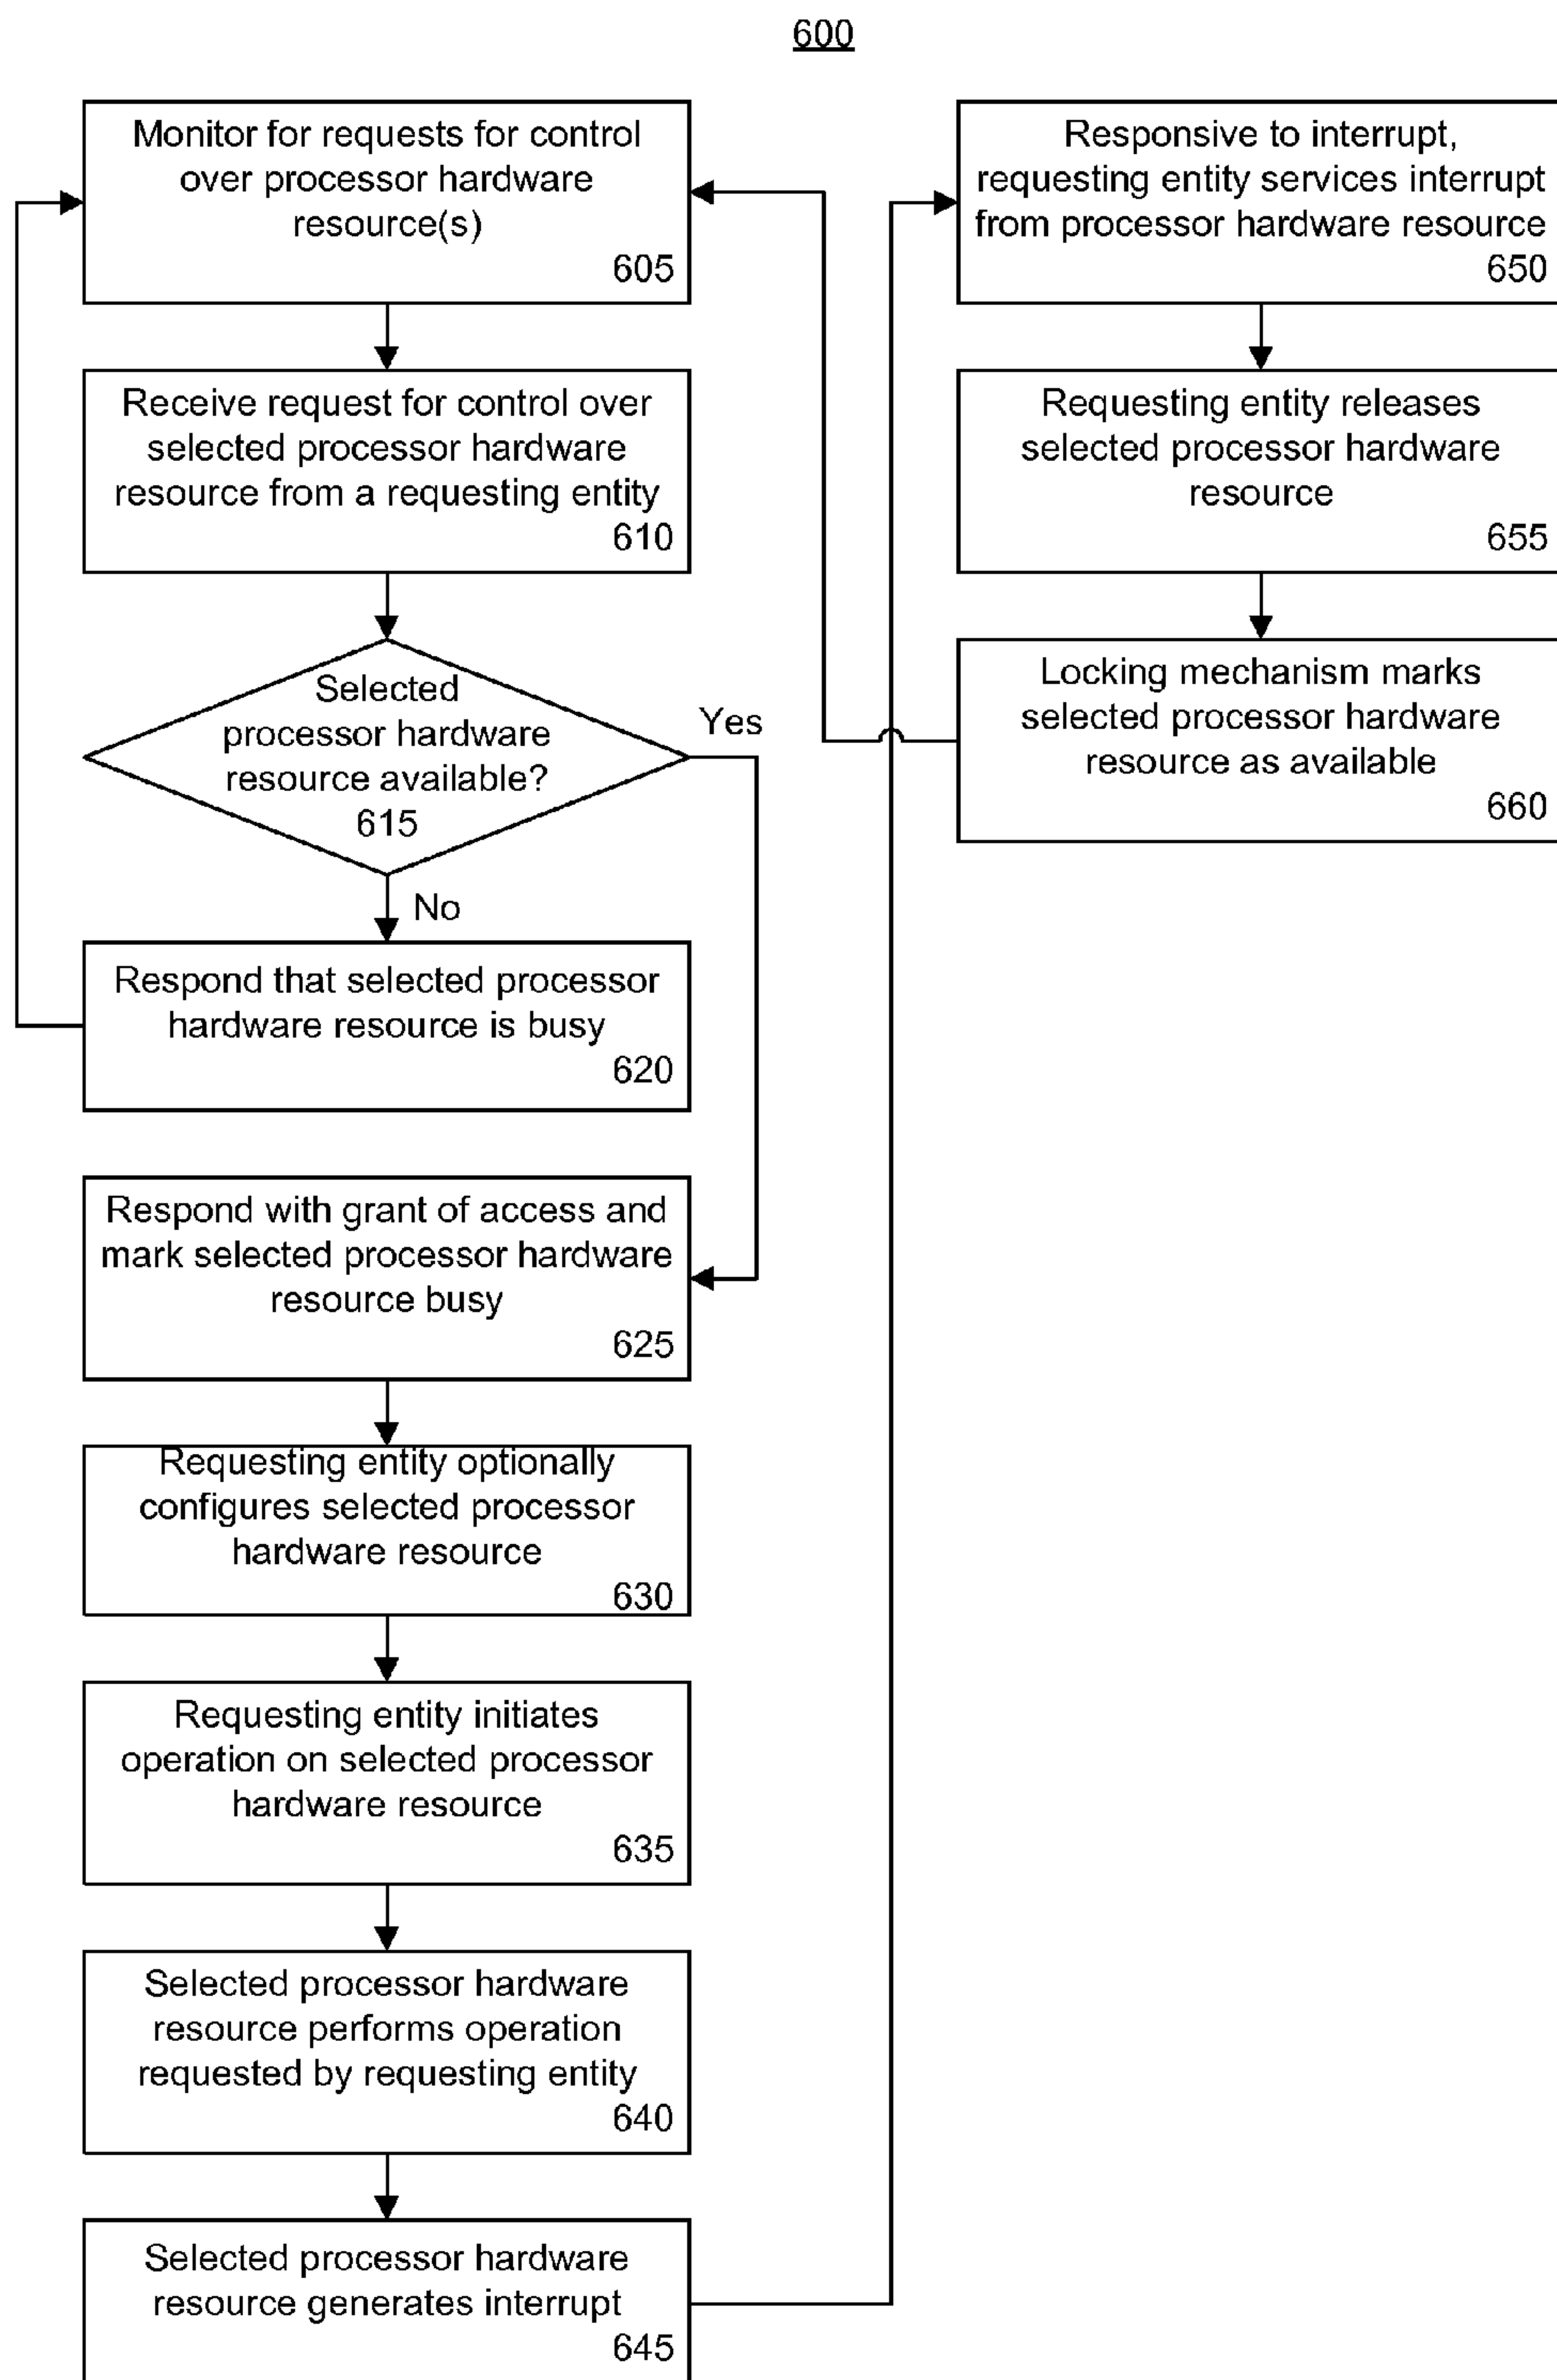 600
Monitor for requests for control
over processor hardware
resource(s)
605
Receive request for control over
selected processor hardware
resource from a requesting entity
610
Selected
processor hardware
resource available?
615
Yes
No
Respond that selected processor
hardware resource is busy
620
Respond with grant of access and
mark selected processor hardware
resource busy
625
Requesting entity optionally
configures selected processor
hardware resource
630
Requesting entity initiates
operation on selected processor
hardware resource
635
Selected processor hardware
resource performs operation
requested by requesting entity
640
Selected processor hardware
resource generates interrupt
645
Responsive to interrupt,
requesting entity services interrupt
from processor hardware resource
650
Requesting entity releases
selected processor hardware
resource
655
Locking mechanism marks
selected processor hardware
resource as available
660